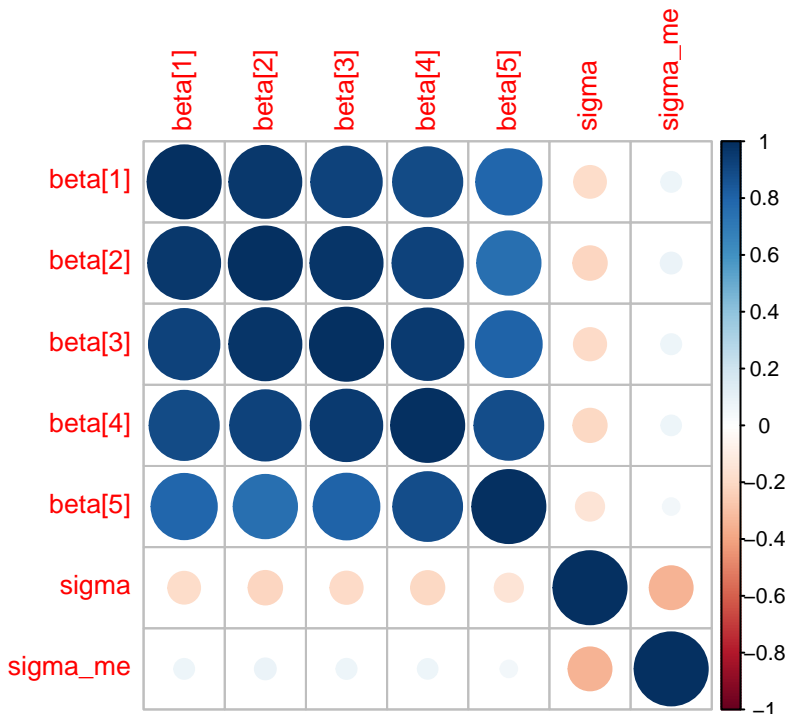 beta[1]
beta[2]
beta[3]
beta[4]
beta[5]
sigma
sigma_me
beta[1]
beta[2]
beta[3]
beta[4]
beta[5]
sigma
sigma_me
1
0.8
0.6
0.4
0.2
0
−0.2
−0.4
−0.6
−0.8
−1